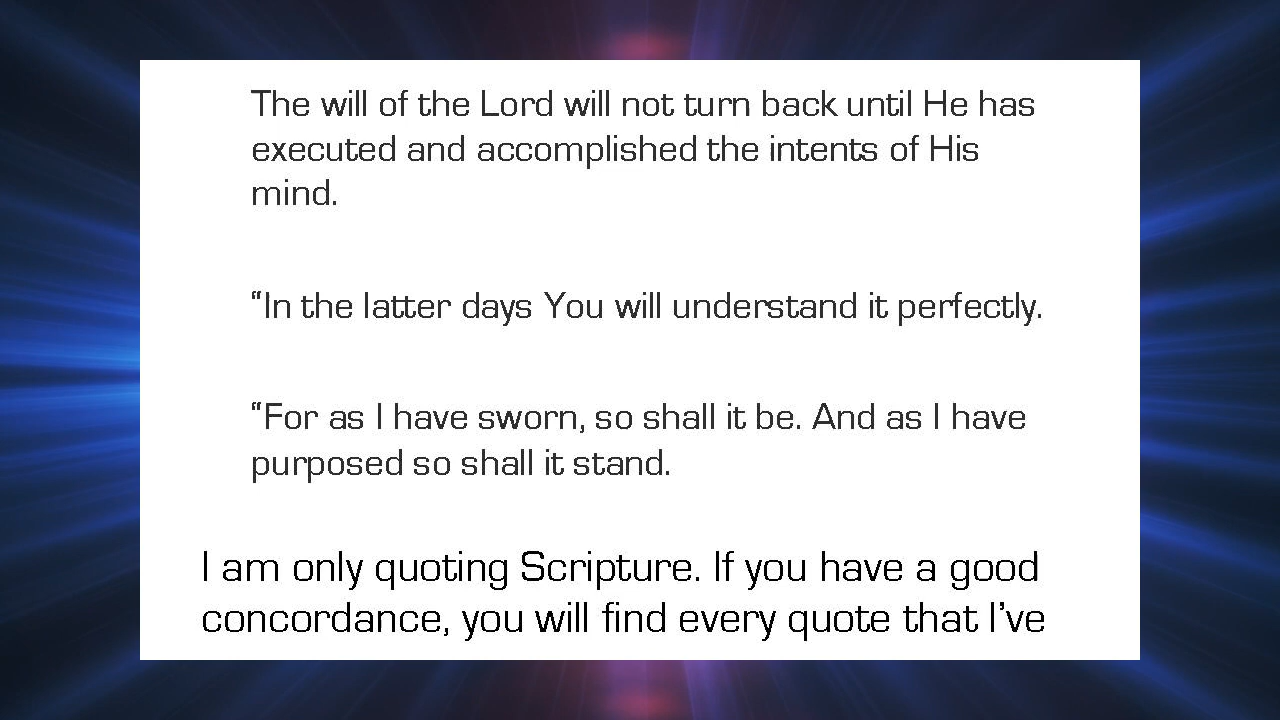 The will of the Lord will not turn back until He has
executed and accomplished the intents of His
mind.
“In the latter days You will understand it perfectly.
“For as I have sworn, so shall it be. And as I have
purposed so shall it stand.
I am only quoting Scripture. If you have a good
concordance, you will find every quote that I’ve